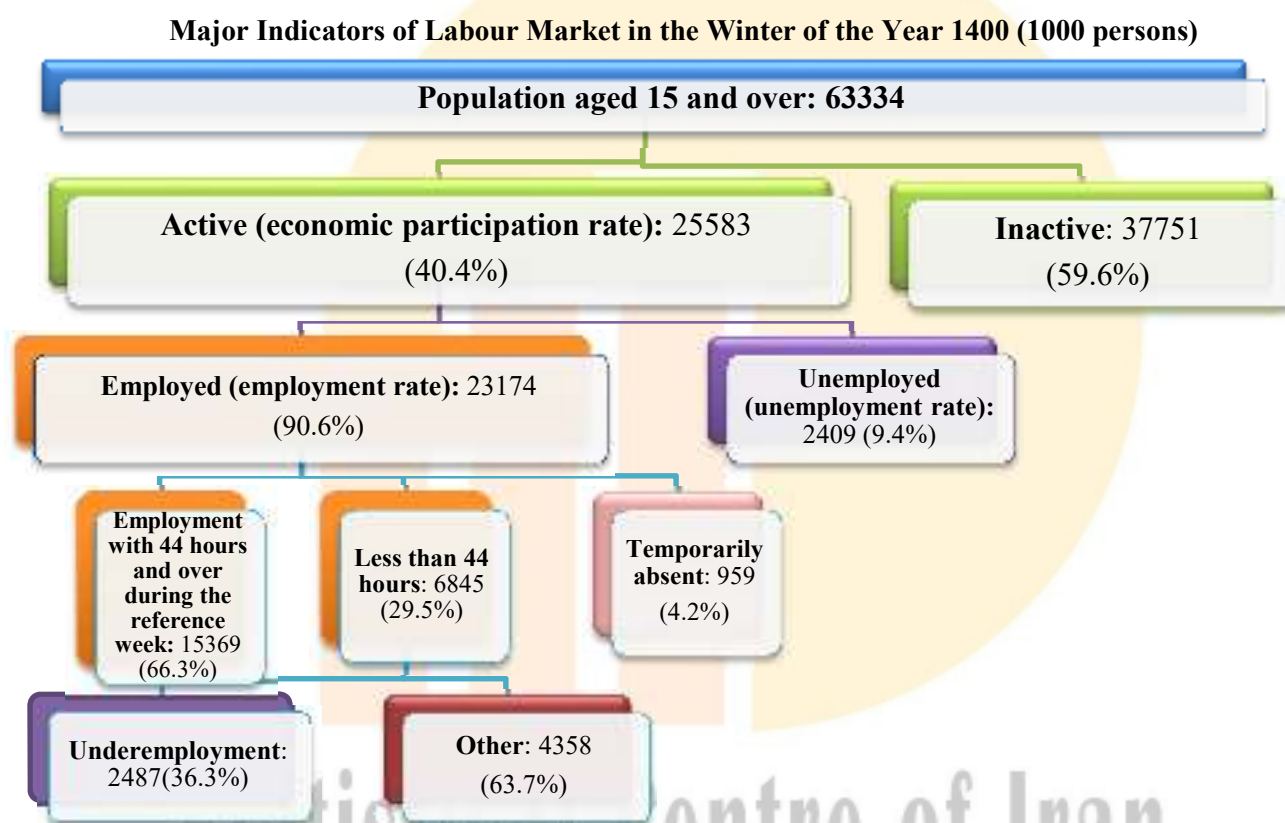 Major Indicators of Labour Market in the Winter of the Year 1400 (1000 persons)
Population aged 15 and over: 63334
Active (economic participation rate): 25583
(40.4%)
Inactive: 37751
(59.6%)
Employed (employment rate): 23174
(90.6%)
Unemployed
(unemployment rate):
2409 (9.4%)
Employment
with 44 hours
and over
during the
reference
week: 15369
(66.3%)
Less than 44
hours: 6845
(29.5%)
Temporarily
absent: 959
(4.2%)
Underemployment:
2487(36.3%)
Other: 4358
(63.7%)
of Iran